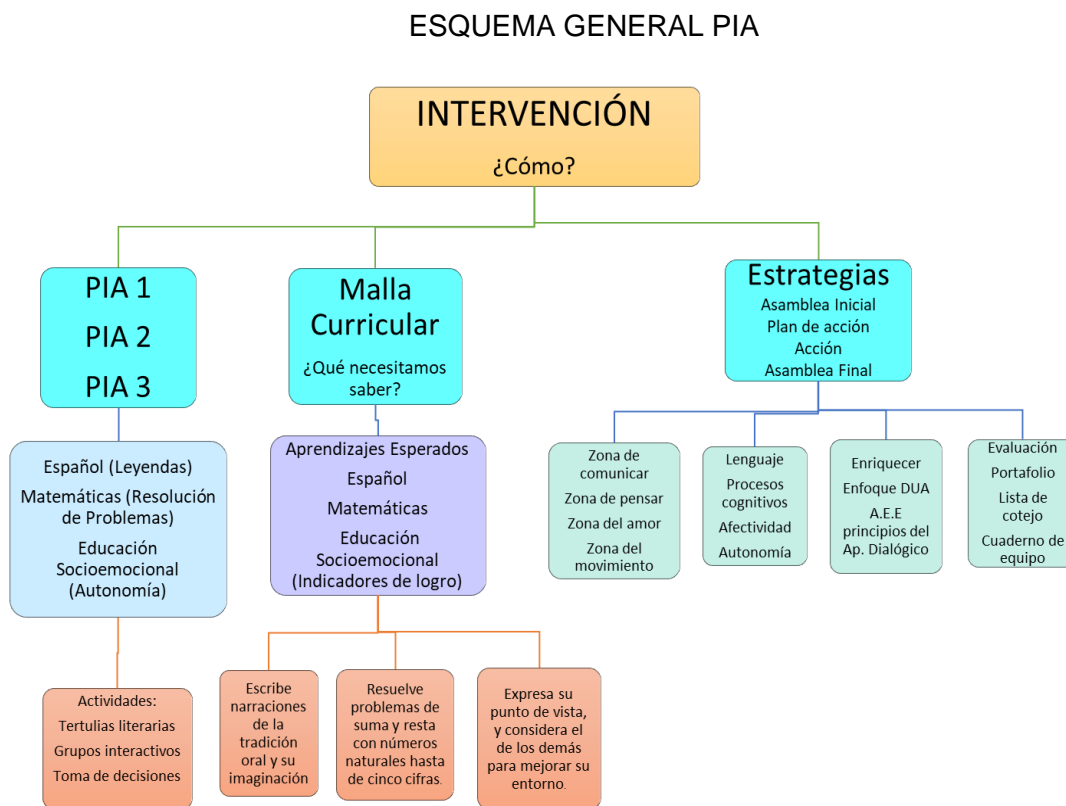 ESQUEMA GENERAL PIA
INTERVENCIÓN
¿Cómo?
PIA 1
PIA 2
PIA 3
Malla
Curricular
¿Qué necesitamos
saber?
Estrategias
Asamblea Inicial
Plan de acción
Acción
Asamblea Final
Español (Leyendas)
Matemáticas (Resolución
de Problemas)
Educación
Socioemocional
(Autonomía)
Aprendizajes Esperados
Español
Matemáticas
Educación
Socioemocional
(Indicadores de logro)
Zona de
comunicar
Zona de pensar
Zona del amor
Zona del
movimiento
Lenguaje
Procesos
cognitivos
Afectividad
Autonomía
Enriquecer
Enfoque DUA
A.E.E
principios del
Ap. Dialógico
Evaluación
Portafolio
Lista de
cotejo
Cuaderno de
equipo
Actividades:
Tertulias literarias
Grupos interactivos
Toma de decisiones
Escribe
narraciones
de la
tradición
oral y su
imaginación
Resuelve
problemas de
suma y resta
con números
naturales hasta
de cinco cifras.
Expresa su
punto de vista,
y considera el
de los demás
para mejorar su
entorno.